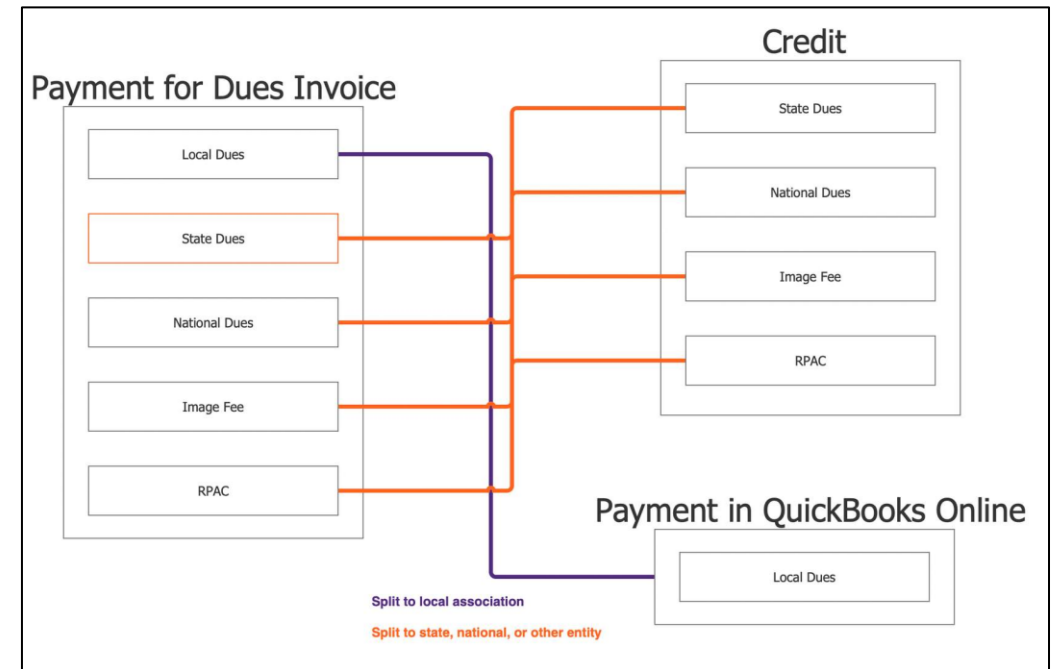 Payment for Dues Invoice
Local Dues
State Dues
National Dues
Image Fee
RPAC
Credit
State Dues
National Dues
Image Fee
RPAC
Payment in QuickBooks Online
Local Dues
Split to local association
Split to state, national, or other entity